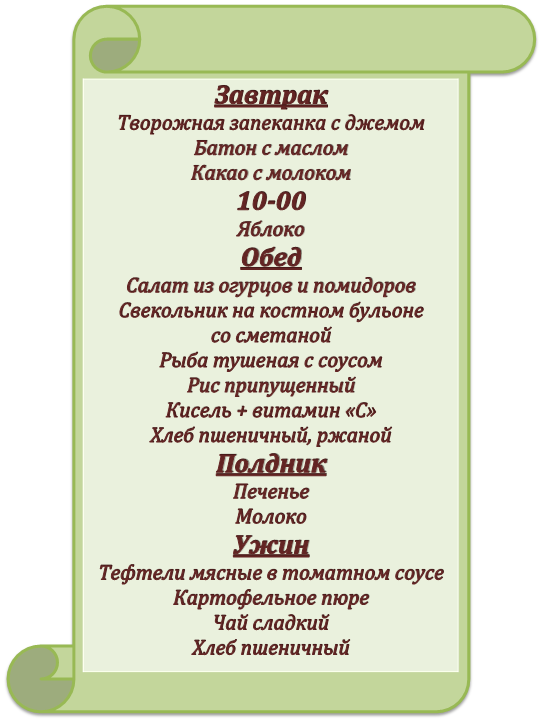 Завтрак
Творожная запеканка с джемом
Батон с маслом
Какао с молоком
10-00
Яблоко
Обед
Салат из огурцов и помидоров
Свекольник на костном бульоне
со сметаной
Рыба тушеная с соусом
Рис припущенный
Кисель + витамин «С»
Хлеб пшеничный, ржаной
Полдник
Печенье
Молоко
Ужин
Тефтели мясные в томатном соусе
Картофельное пюре
Чай сладкий
Хлеб пшеничный